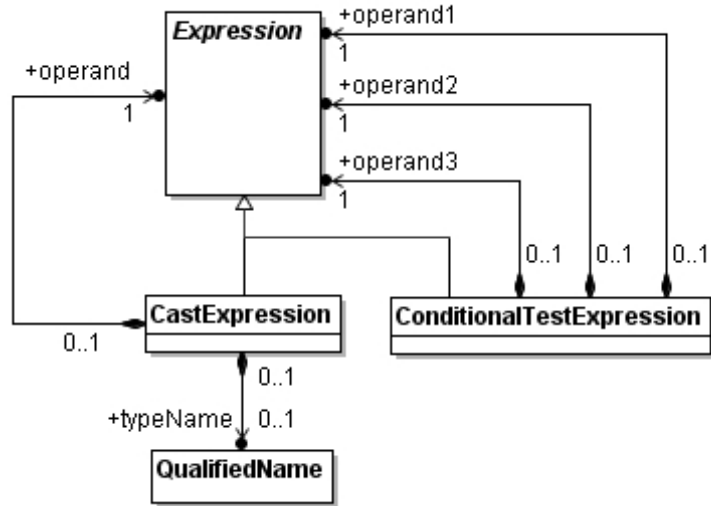 Expression
+operand1
1
+operand
1
+operand2
1
+operand3
1
0..1
0..1
0..1
CastExpression
ConditionalTestExpression
0..1
0..1
+typeName
0..1
QualifiedName